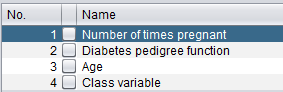 No. Name
1 Number of times pregnant
2 Diabetes pedigree function
3 Age
4 Class variable